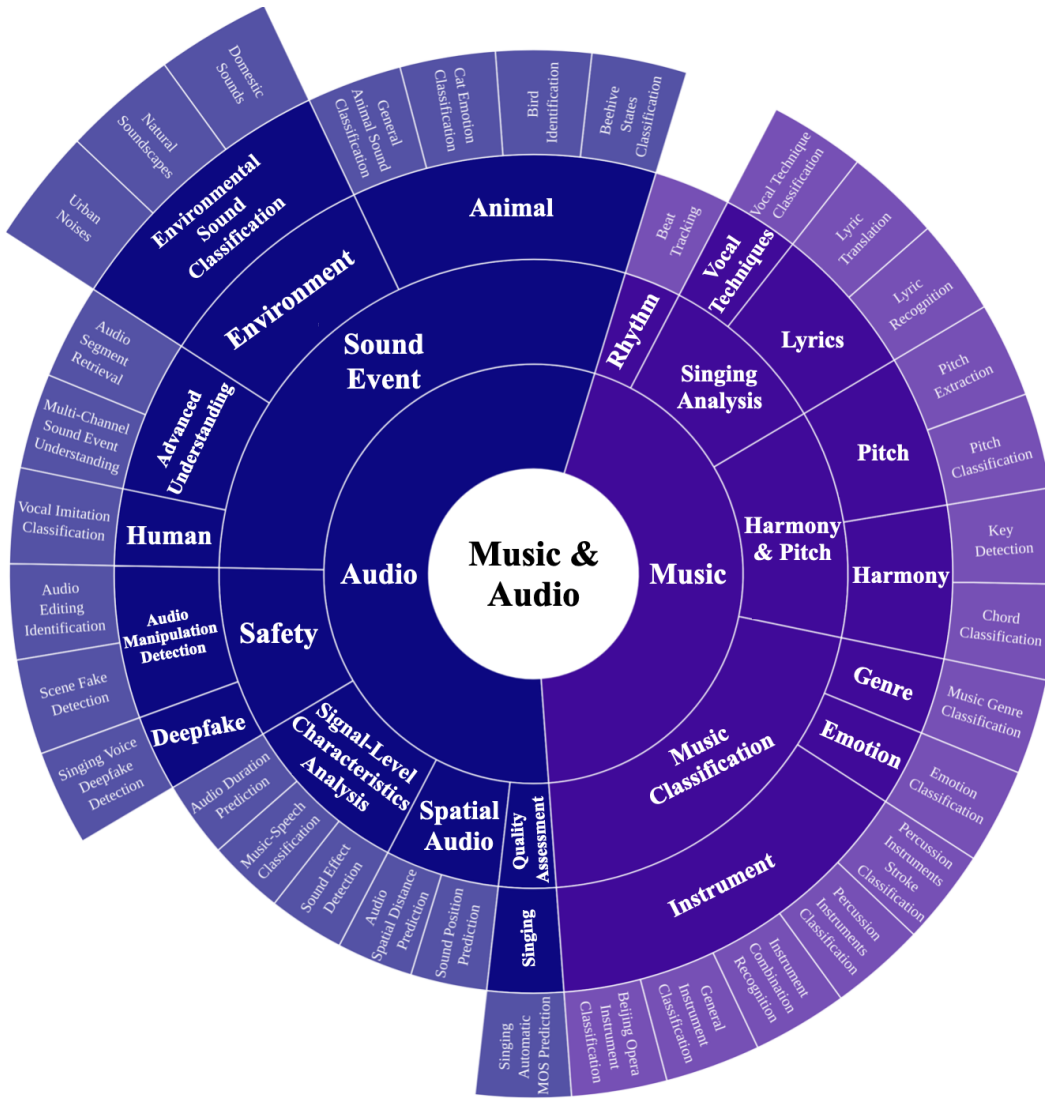 Music &
Audio
Audio
Sound
Event
Animal
General
Animal Sound
Classification
Cat Emotion
Classification
Bird
Identification
Beehive
States
Classification
Environment
Environmental
Sound
Classification
Urban
Noises
Natural
Soundscapes
Domestic
Sounds
Advanced
Understanding
Audio
Segment
Retrieval
Multi-Channel
Sound Event
Understanding
Human
Vocal Imitation
Classification
Safety
Audio
Manipulation
Detection
Audio
Editing
Identification
Scene Fake
Detection
Deepfake
Singing Voice
Deepfake
Detection
Signal-Level
Characteristics
Analysis
Audio Duration
Prediction
Music-Speech
Classification
Sound Effect
Detection
Spatial
Audio
Audio
Spatial Distance
Prediction
Sound Position
Prediction
Quality
Assessment
Singing
Singing
Automatic
MOS Prediction
Music
Rhythm
Beat
Tracking
Singing
Analysis
Vocal
Techniques
Vocal Technique
Classification
Lyrics
Lyric
Translation
Lyric
Recognition
Harmony
& Pitch
Pitch
Pitch
Extraction
Pitch
Classification
Harmony
Key
Detection
Chord
Classification
Music
Classification
Genre
Music Genre
Classification
Emotion
Emotion
Classification
Instrument
Percussion
Instruments
Stroke
Classification
Percussion
Instruments
Classification
Instrument
Combination
Recognition
General
Instrument
Classification
Beijing Opera
Instrument
Classification